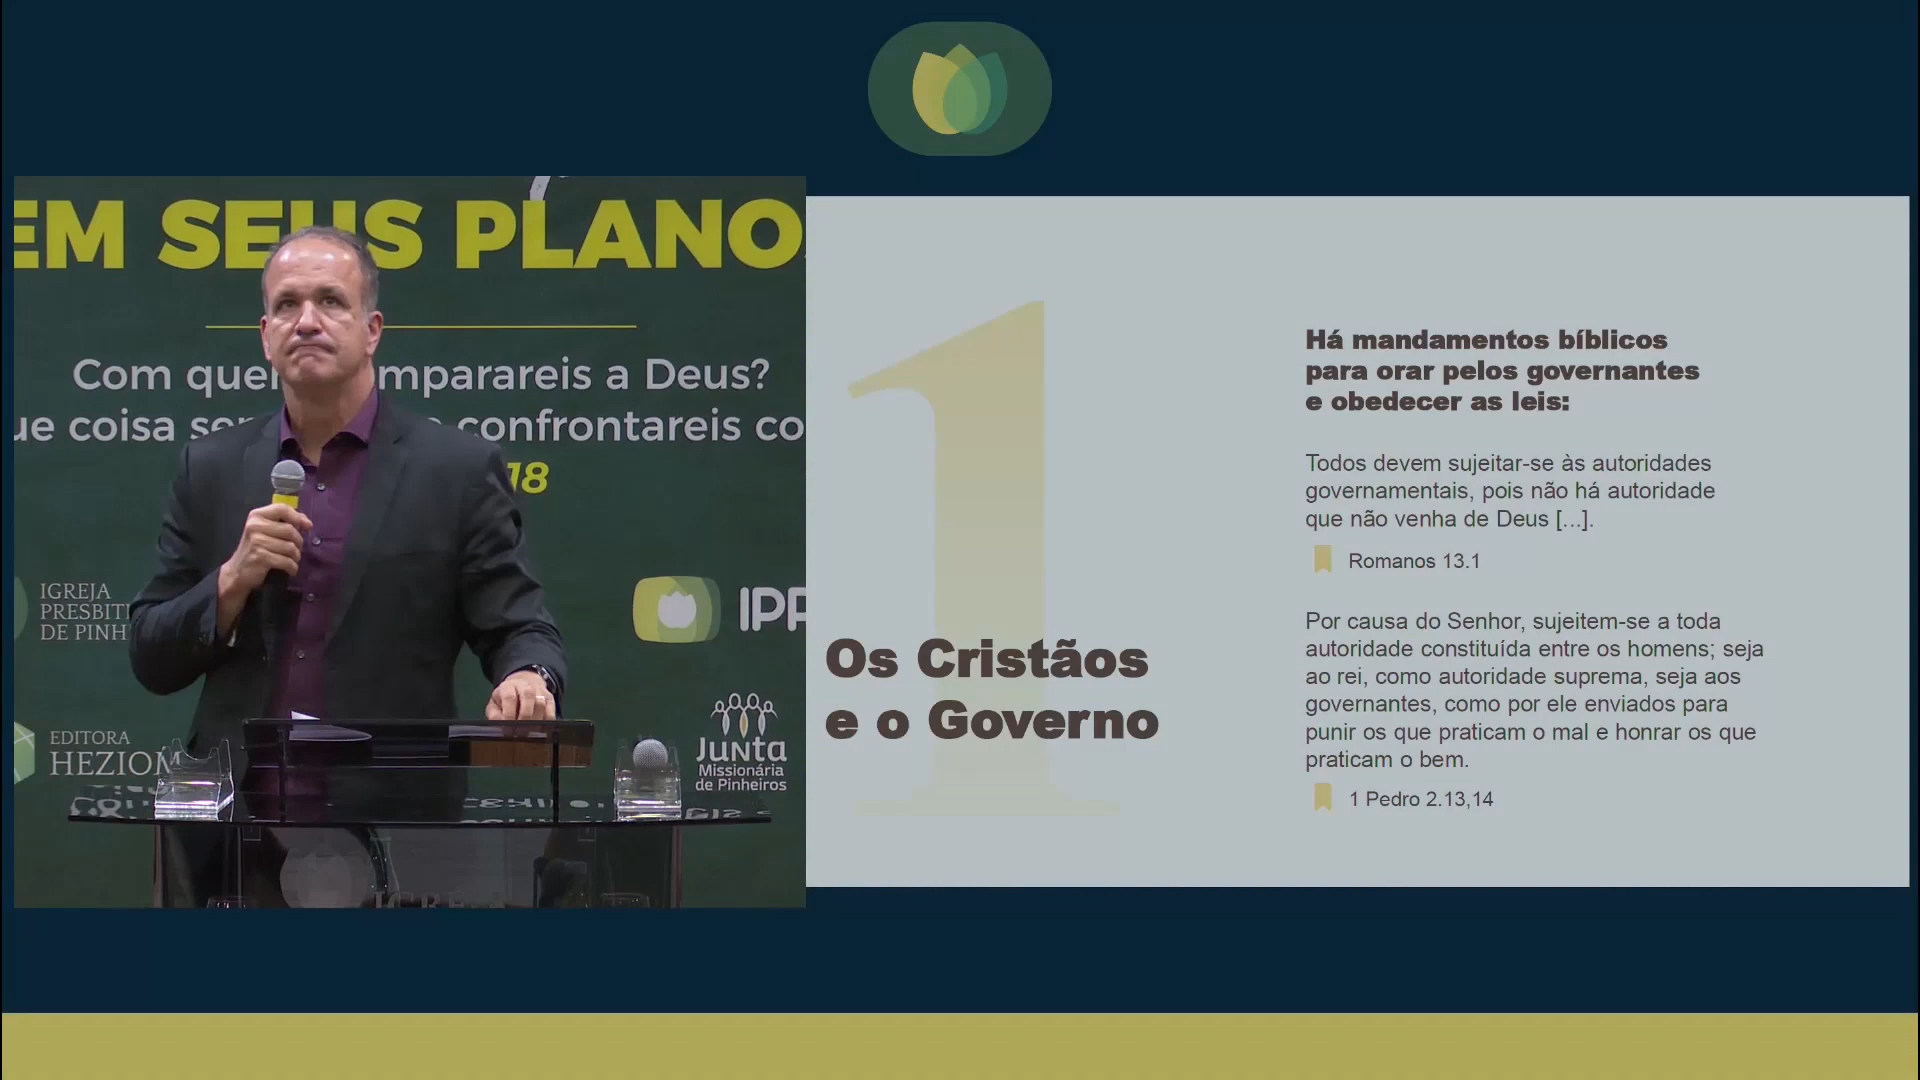 EM SEUS PLANO
Com que mparareis a Deus?
ue coisa confrontareis co
18
IGREJA
PRESBIT
DE PINH
IPP
EDITORA
HEZIOM
Junta
Missionária
de Pinheiros
1
Os Cristãos
e o Governo
Há mandamentos bíblicos
para orar pelos governantes
e obedecer as leis:
Todos devem sujeitar-se às autoridades
governamentais, pois não há autoridade
que não venha de Deus [...].
Romanos 13.1
Por causa do Senhor, sujeitem-se a toda
autoridade constituída entre os homens; seja
ao rei, como autoridade suprema, seja aos
governantes, como por ele enviados para
punir os que praticam o mal e honrar os que
praticam o bem.
1 Pedro 2.13,14